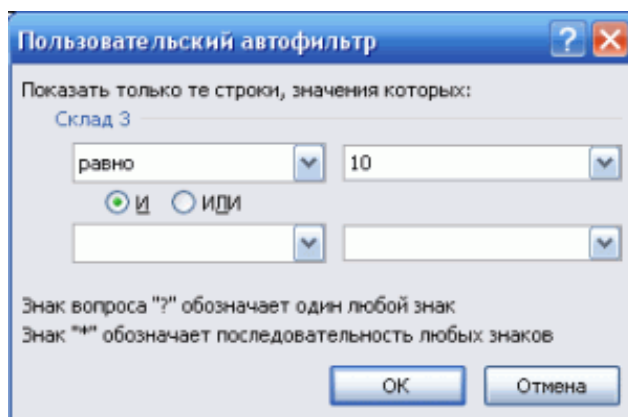 Пользовательский автофильтр
Показать только те строки, значения которых:
Склад 3
равно 10
И ИЛИ
Знак вопроса "?" обозначает один любой знак
Знак "*" обозначает последовательность любых знаков
ОК Отмена